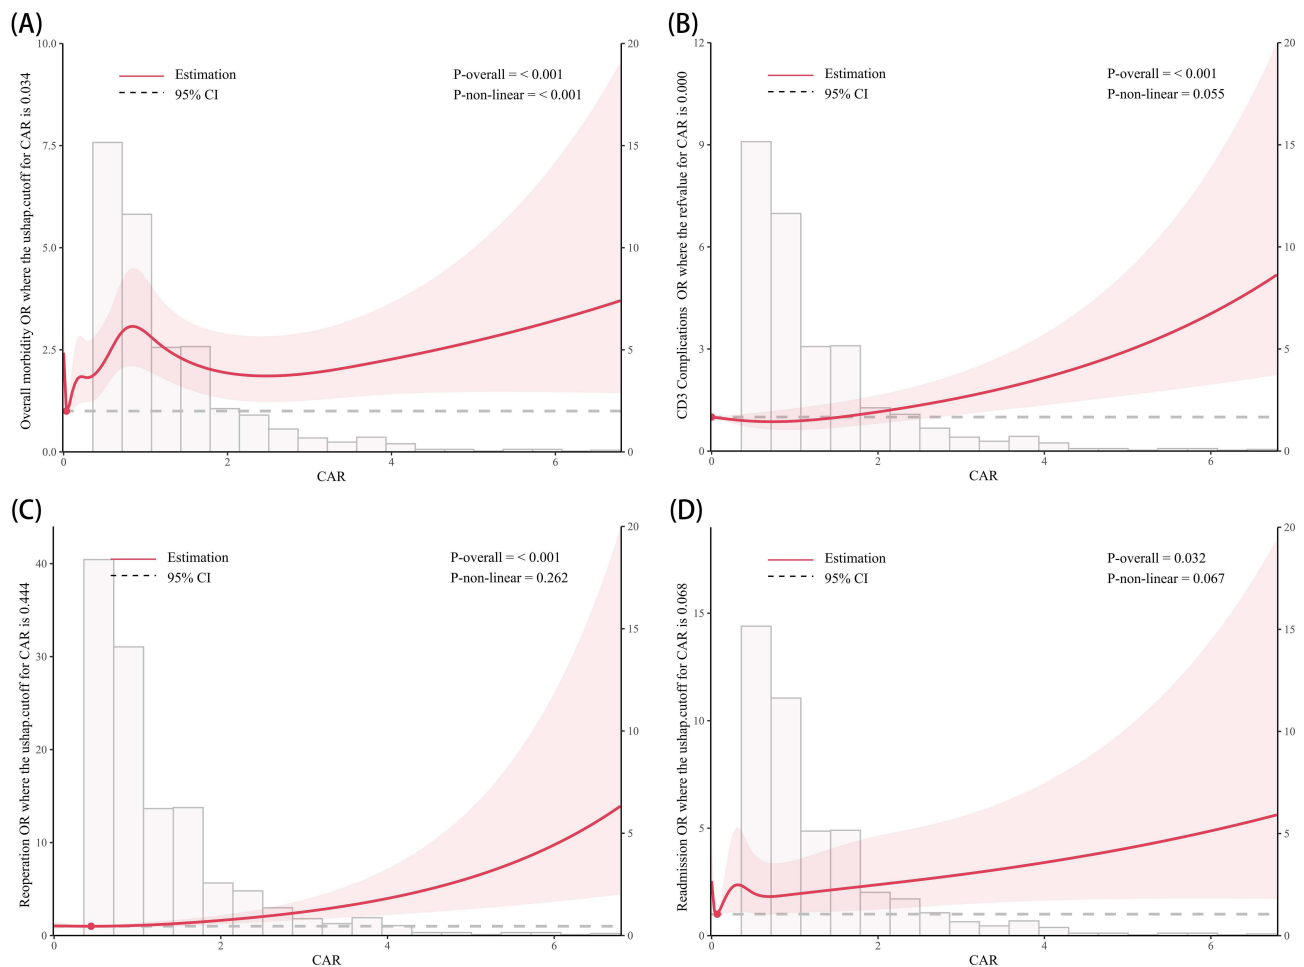 (A)
10.0
7.5
5.0
2.5
0.0
20
15
10
5
0
0
2
4
6
Overall morbidity OR where the ushap.cutoff for CAR is 0.034
CAR
Estimation
95% CI
P-overall = < 0.001
P-non-linear = < 0.001
(B)
12
9
6
3
0
20
15
10
5
0
0
2
4
6
CD3 Complications OR where the refvalue for CAR is 0.000
CAR
Estimation
95% CI
P-overall = < 0.001
P-non-linear = 0.055
(C)
40
30
20
10
0
20
15
10
5
0
0
2
4
6
Reoperation OR where the ushap.cutoff for CAR is 0.444
CAR
Estimation
95% CI
P-overall = < 0.001
P-non-linear = 0.262
(D)
15
10
5
0
20
15
10
5
0
0
2
4
6
Readmission OR where the ushap.cutoff for CAR is 0.068
CAR
Estimation
95% CI
P-overall = 0.032
P-non-linear = 0.067